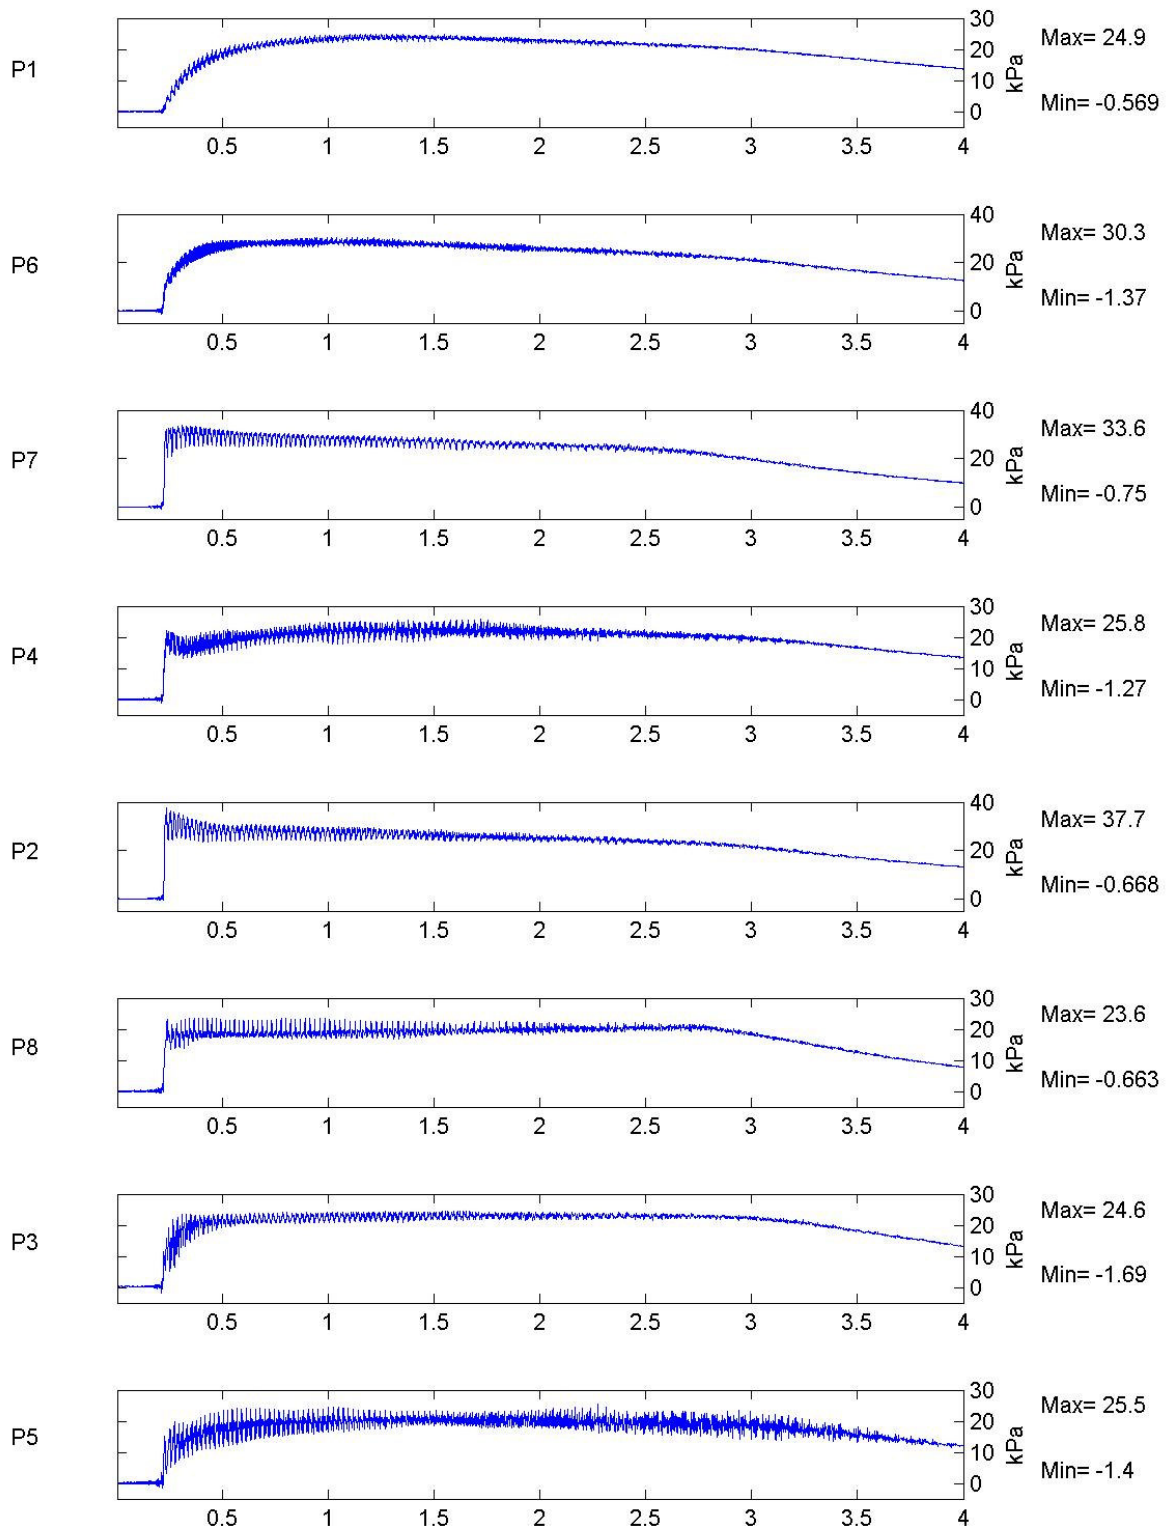 30
Max= 24.9
20
P1
10
kPa
Min= -0.569
0
0.5 1 1.5 2 2.5 3 3.5 4
40
Max= 30.3
P6
20
kPa
Min= -1.37
0
0.5 1 1.5 2 2.5 3 3.5 4
40
Max= 33.6
P7
20
kPa
Min= -0.75
0
0.5 1 1.5 2 2.5 3 3.5 4
30
Max= 25.8
20
P4
10
kPa
Min= -1.27
0
0.5 1 1.5 2 2.5 3 3.5 4
40
Max= 37.7
P2
20
kPa
Min= -0.668
0
0.5 1 1.5 2 2.5 3 3.5 4
30
Max= 23.6
20
P8
10
kPa
Min= -0.663
0
0.5 1 1.5 2 2.5 3 3.5 4
30
Max= 24.6
20
P3
10
kPa
Min= -1.69
0
0.5 1 1.5 2 2.5 3 3.5 4
30
Max= 25.5
20
P5
10
kPa
Min= -1.4
0
0.5 1 1.5 2 2.5 3 3.5 4